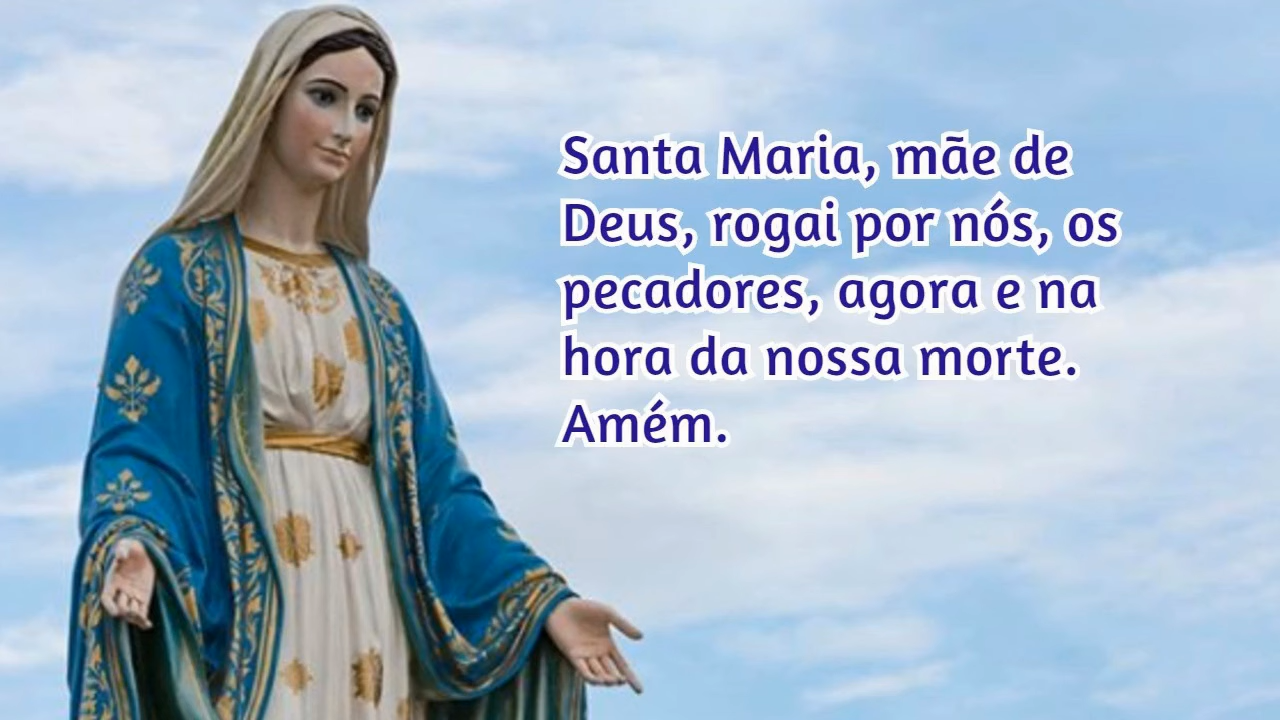 Santa Maria, mãe de
Deus, rogai por nós, os
pecadores, agora e na
hora da nossa morte.
Amém.